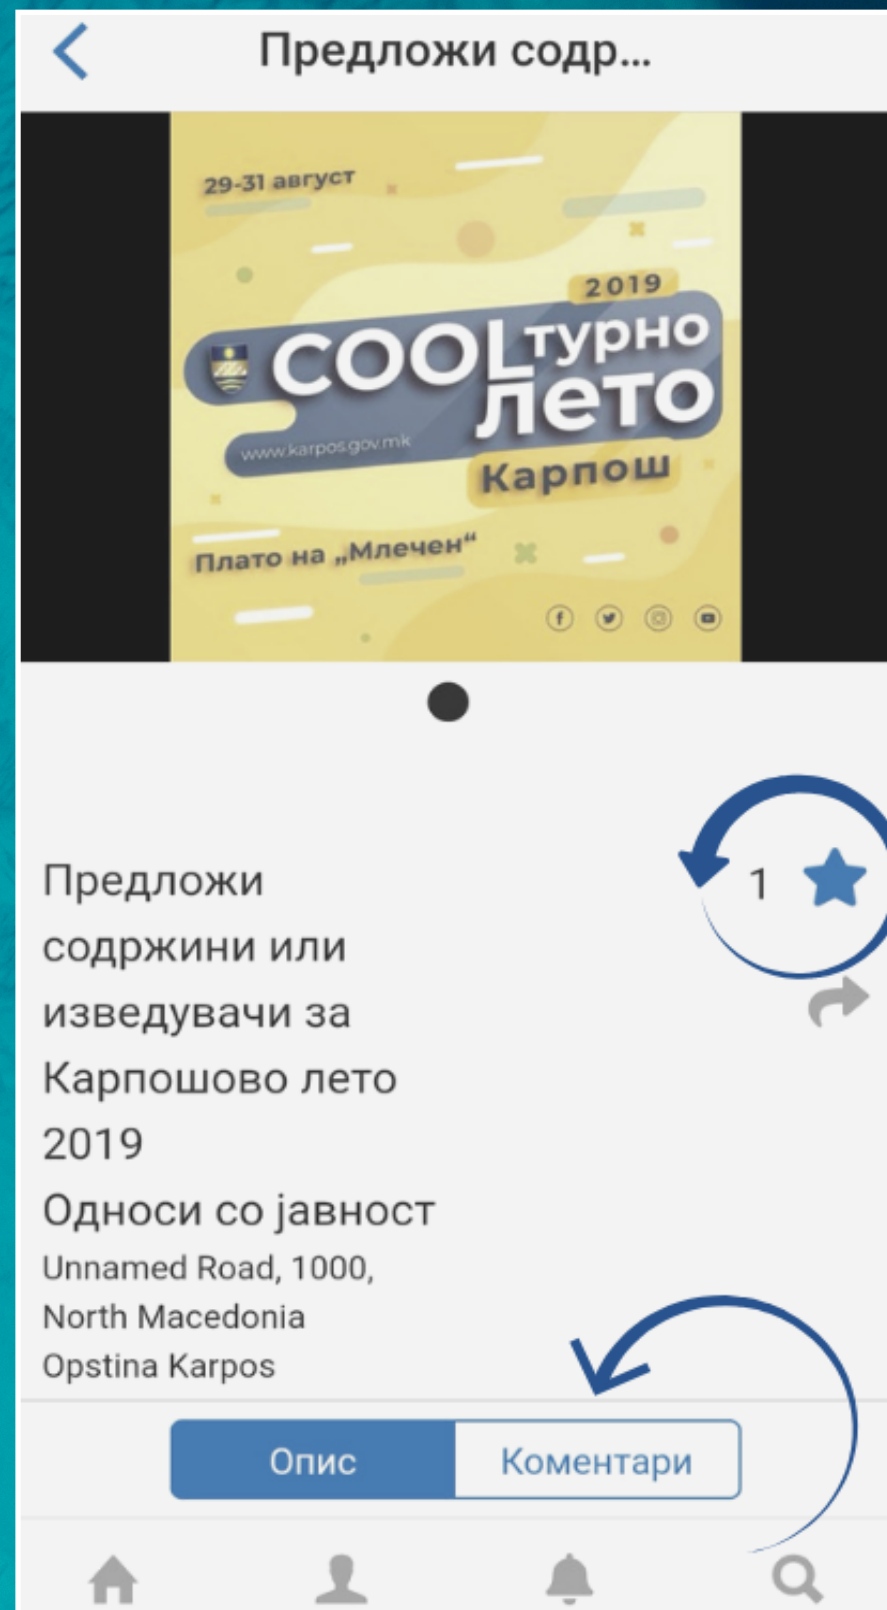 Предложи содр...
29-31 август
2019
COOLтурно
лето
www.karpos.gov.mk
Карпош
Плато на „Млечен“
Предложи
содржини или
изведувачи за
Карпошово лето
2019
1
Односи со јавност
Unnamed Road, 1000,
North Macedonia
Opstina Karpos
Опис
Коментари